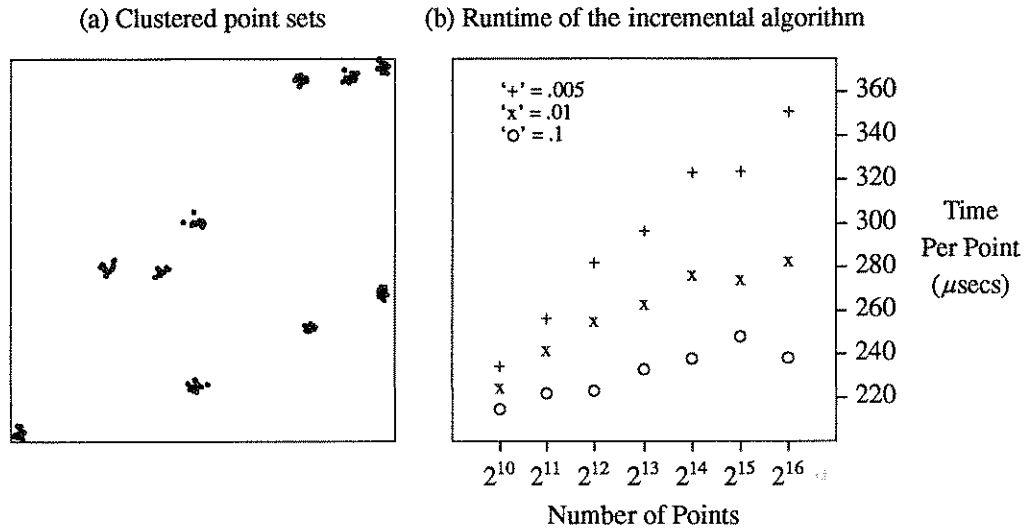 (a) Clustered point sets
(b) Runtime of the incremental algorithm
'+' = .005
'x' = .01
'o' = .1
360
340
320
300
280
260
240
220
Time
Per Point
(μsecs)
2^10 2^11 2^12 2^13 2^14 2^15 2^16
Number of Points